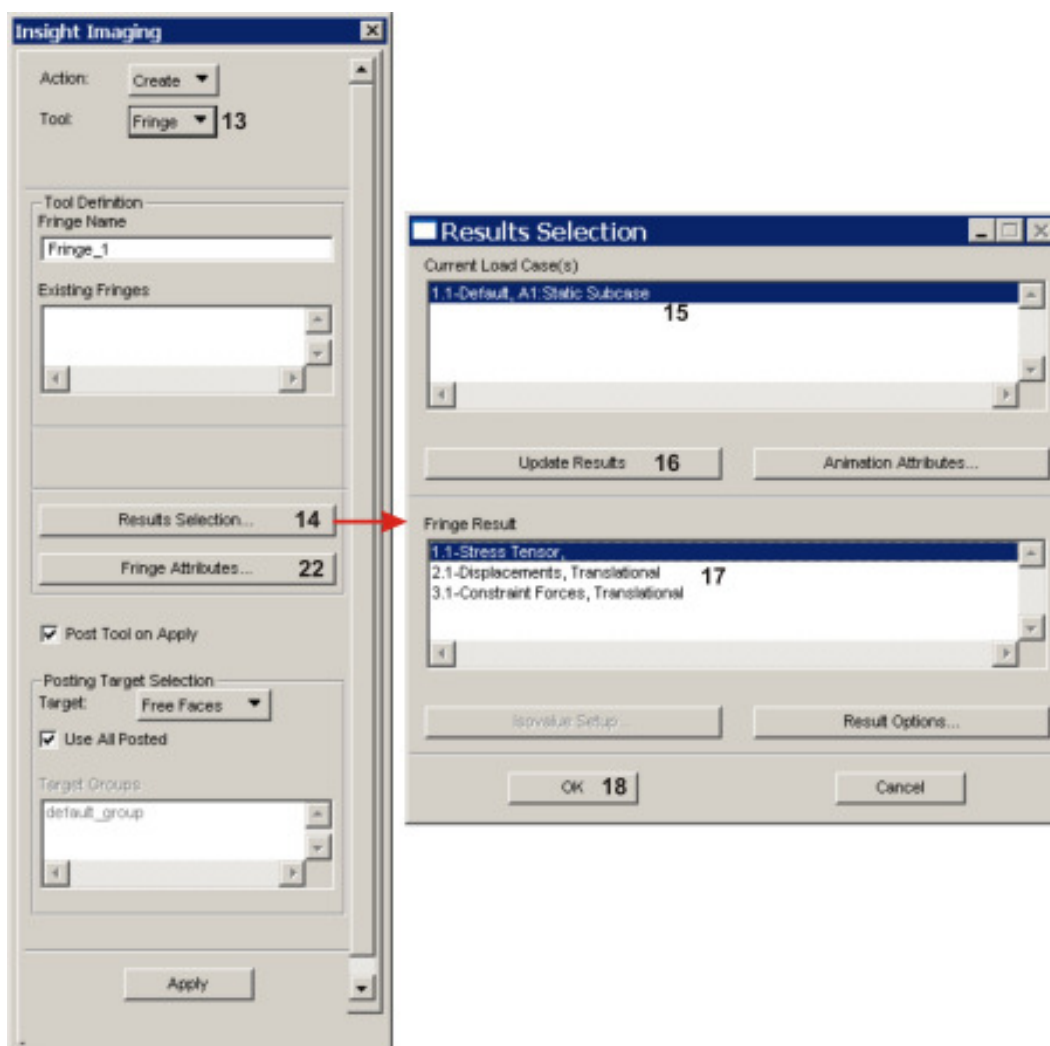 Insight Imaging
Action: Create
Tool: Fringe 13
Tool Definition
Fringe Name
Fringe_1
Existing Fringes
Results Selection... 14
Fringe Attributes... 22
Post Tool on Apply
Posting Target Selection
Target: Free Faces
Use All Posted
Target Groups
default_group
Apply
Results Selection
Current Load Case(s)
1.1-Default, A1:Static Subcase
15
Update Results 16 Animation Attributes...
Fringe Result
1.1-Stress Tensor,
2.1-Displacements, Translational 17
3.1-Constraint Forces, Translational
Isovalue Setup... Result Options...
OK 18 Cancel